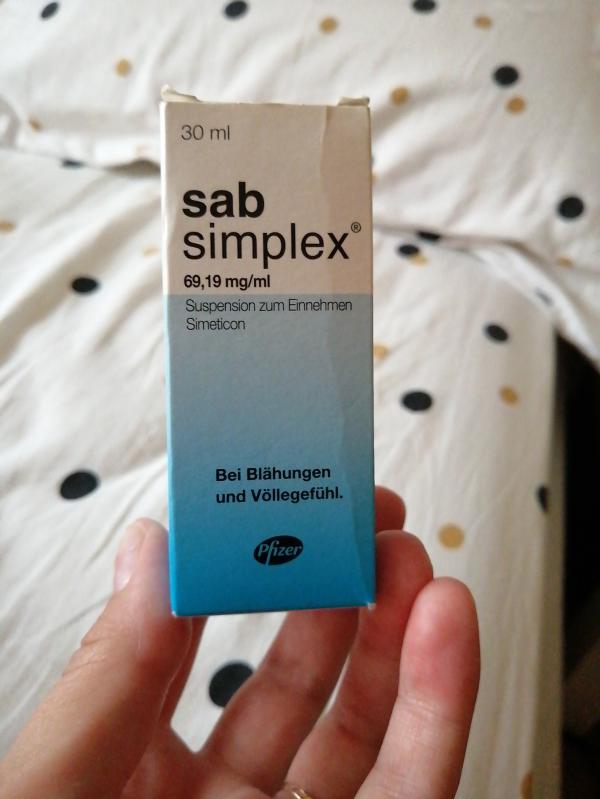 30 ml
sab
simplex®
69,19 mg/ml
Suspension zum Einnehmen
Simeticon
Bei Blähungen
und Völlegefühl.
Pfizer